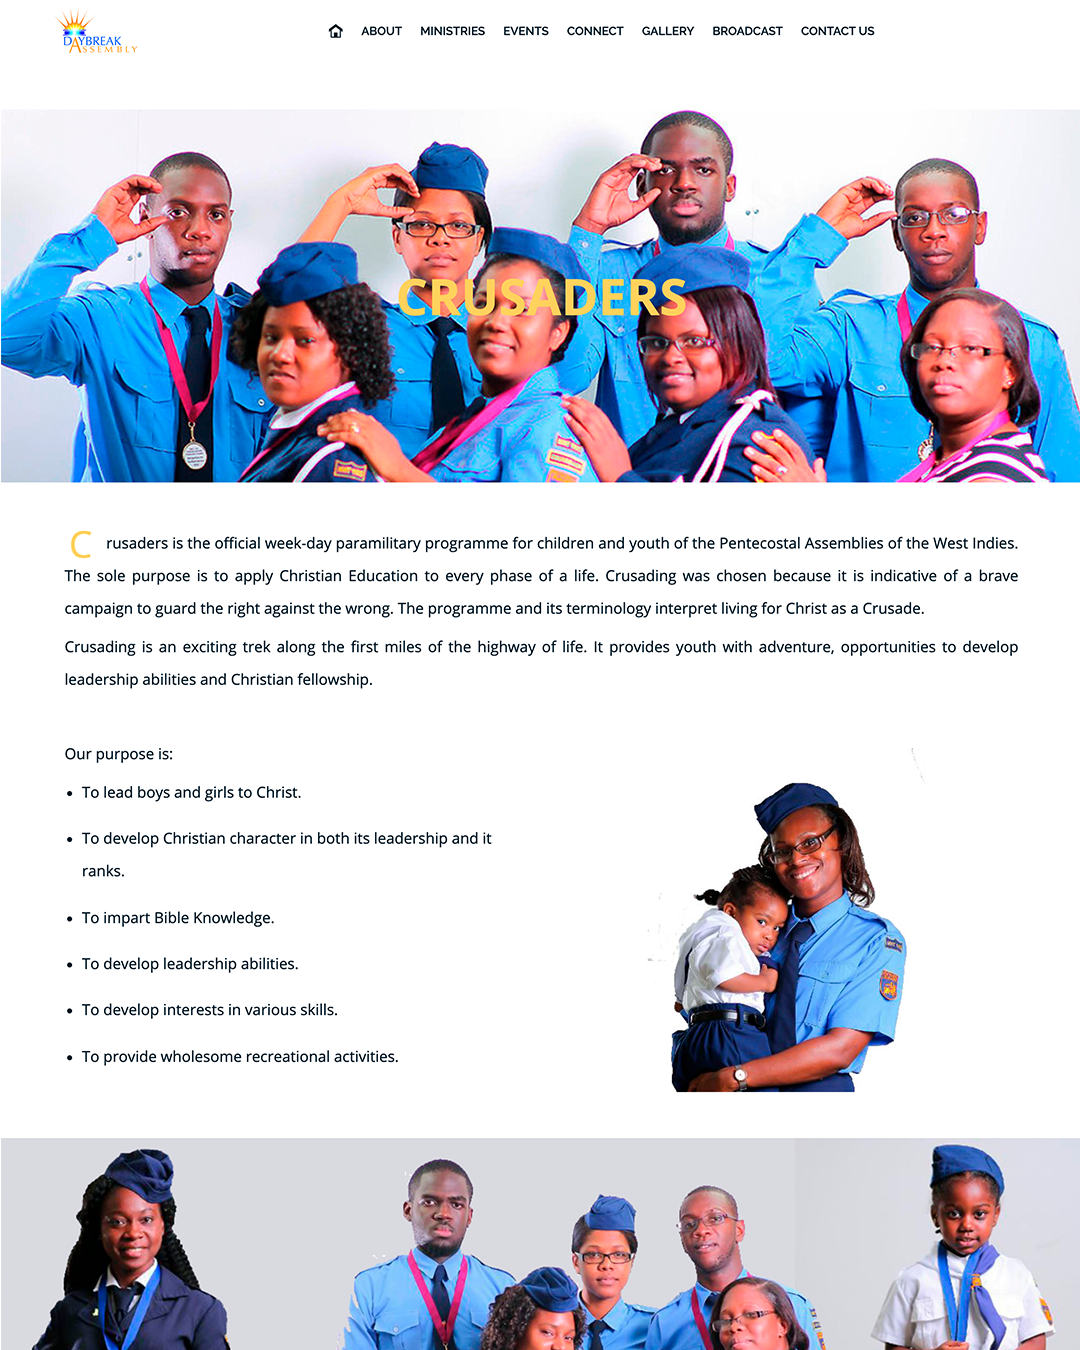 DAYBREAK
ASSEMBLY
ABOUT MINISTRIES EVENTS CONNECT GALLERY BROADCAST CONTACT US
CRUSADERS
Crusaders is the official week-day paramilitary programme for children and youth of the Pentecostal Assemblies of the West Indies.
The sole purpose is to apply Christian Education to every phase of a life. Crusading was chosen because it is indicative of a brave
campaign to guard the right against the wrong. The programme and its terminology interpret living for Christ as a Crusade.
Crusading is an exciting trek along the first miles of the highway of life. It provides youth with adventure, opportunities to develop
leadership abilities and Christian fellowship.
Our purpose is:
• To lead boys and girls to Christ.
• To develop Christian character in both its leadership and it
ranks.
• To impart Bible Knowledge.
• To develop leadership abilities.
• To develop interests in various skills.
• To provide wholesome recreational activities.